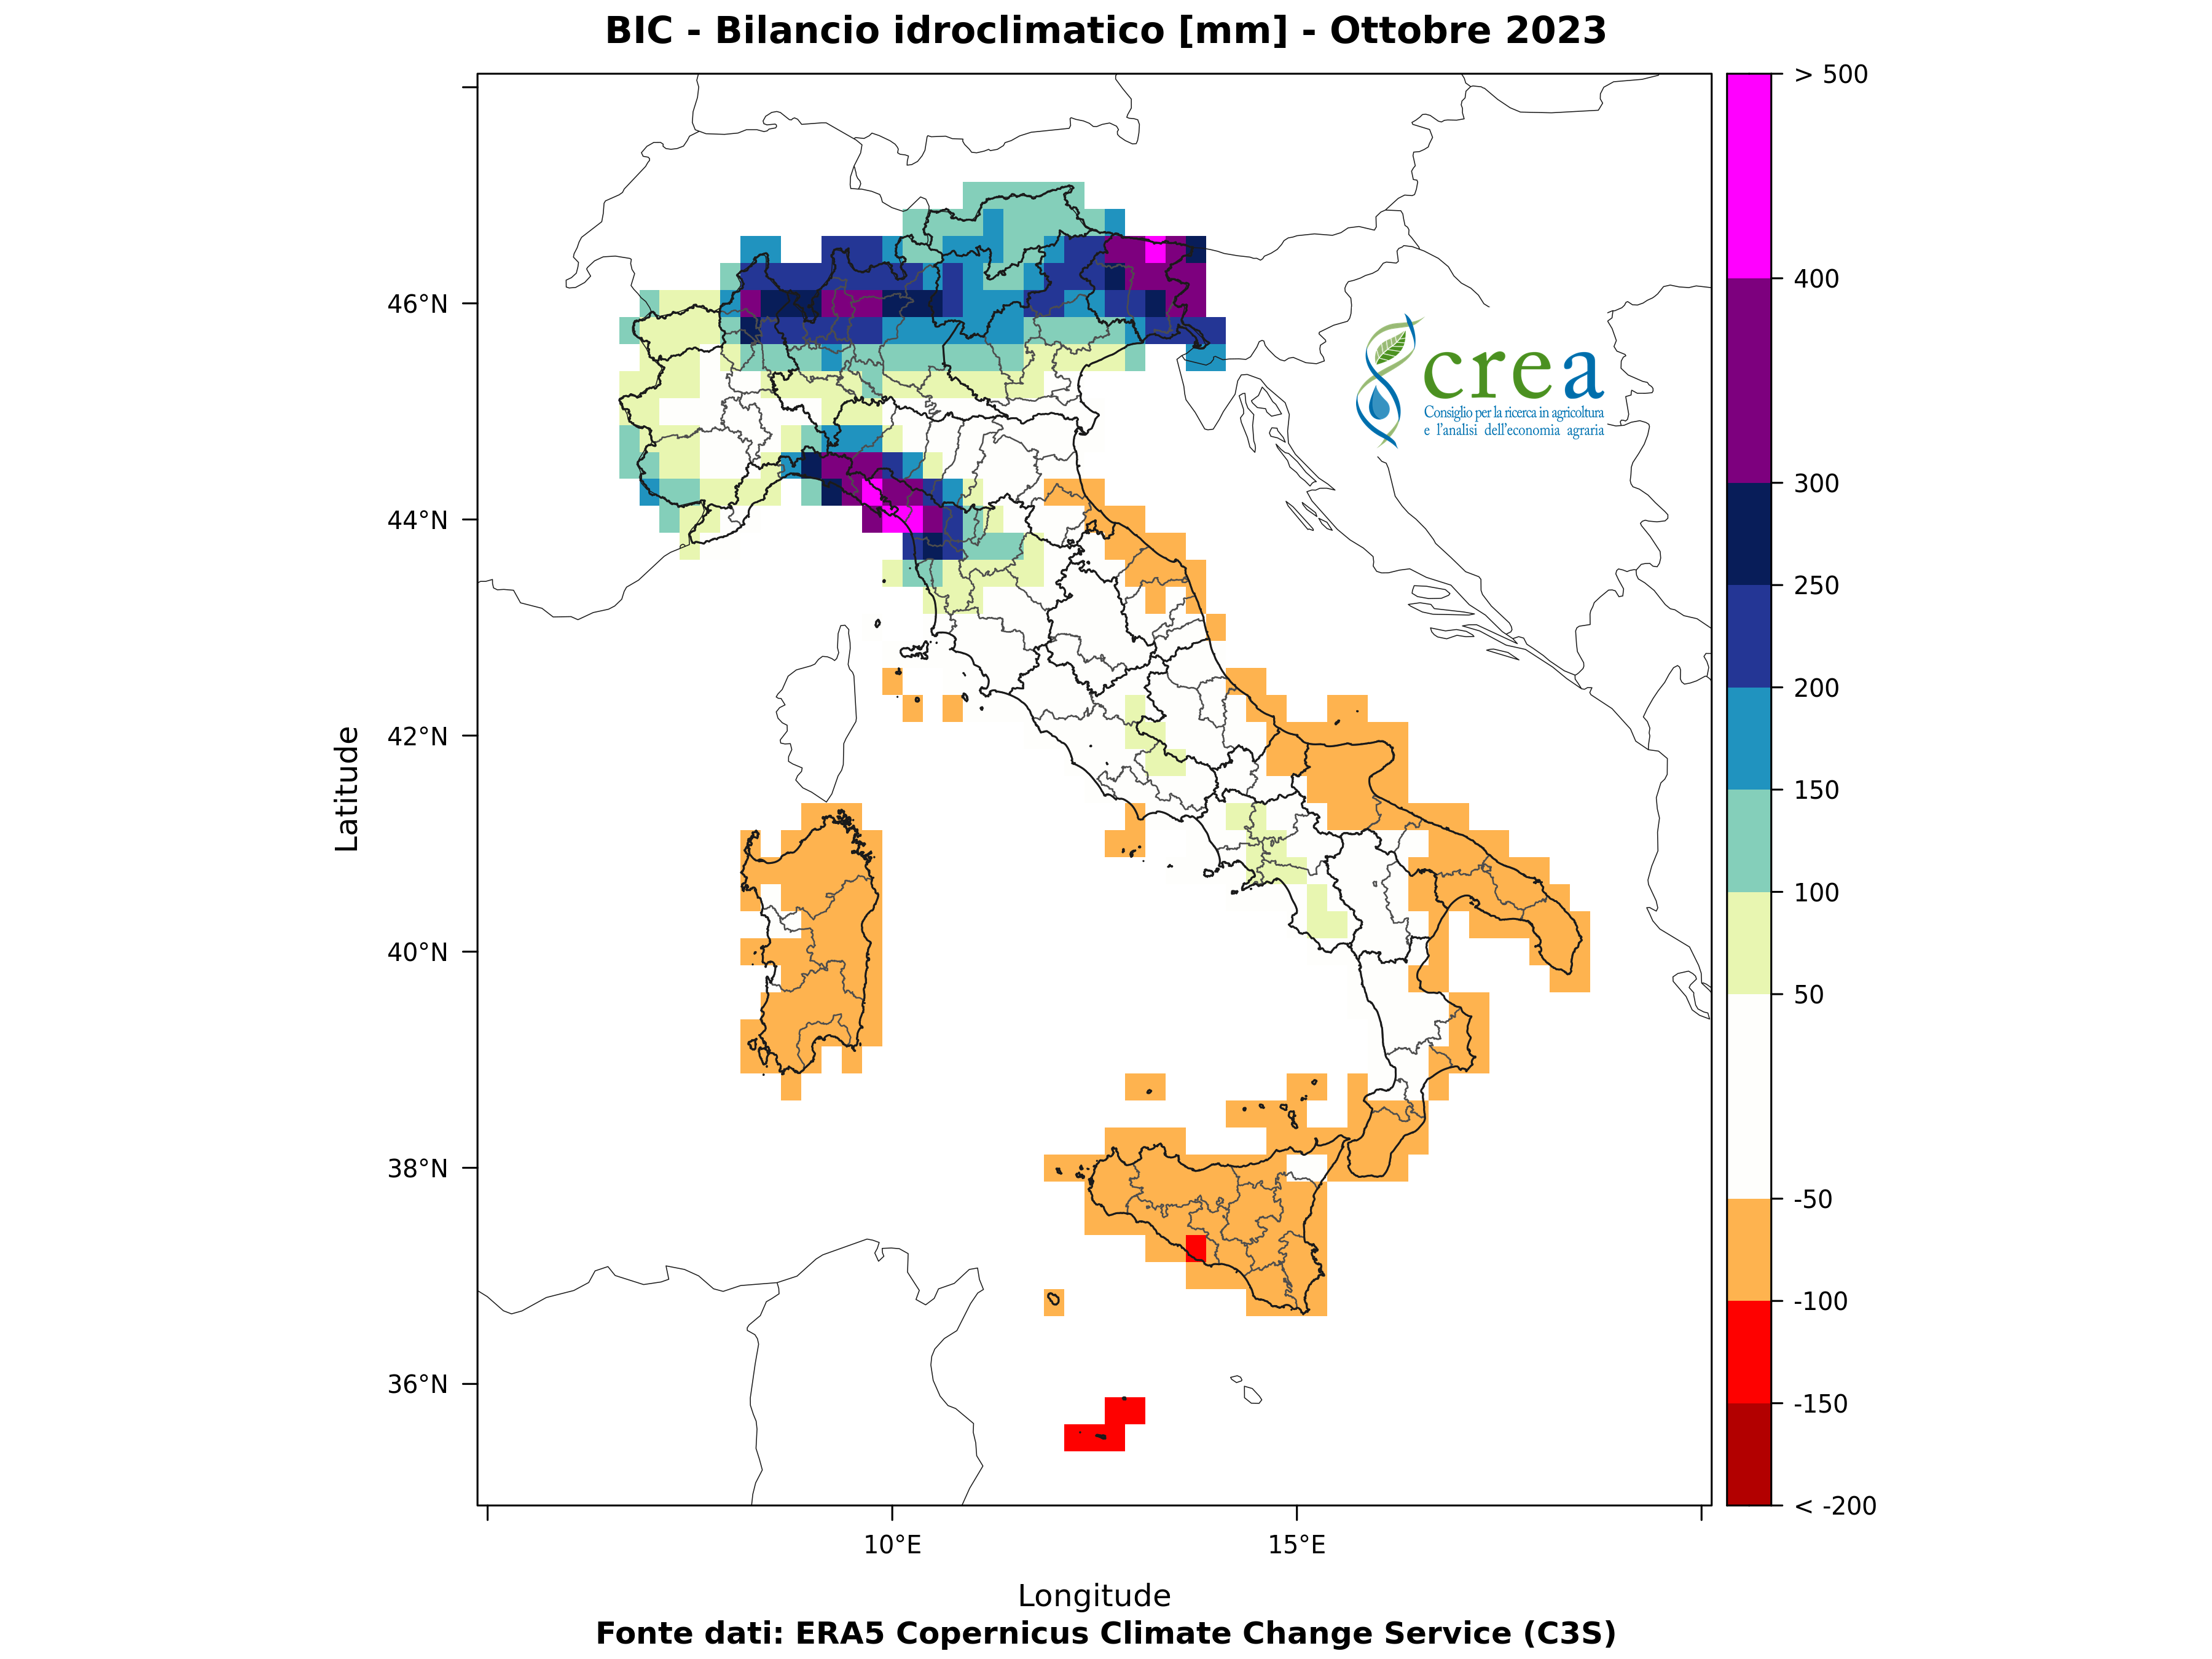 BIC - Bilancio idroclimatico [mm] - Ottobre 2023
> 500
400
300
250
200
150
100
50
-50
-100
-150
< -200
crea
Consiglio per la ricerca in agricoltura
e l'analisi dell'economia agraria
46°N
44°N
42°N
40°N
38°N
36°N
Latitude
10°E
15°E
Longitude
Fonte dati: ERA5 Copernicus Climate Change Service (C3S)